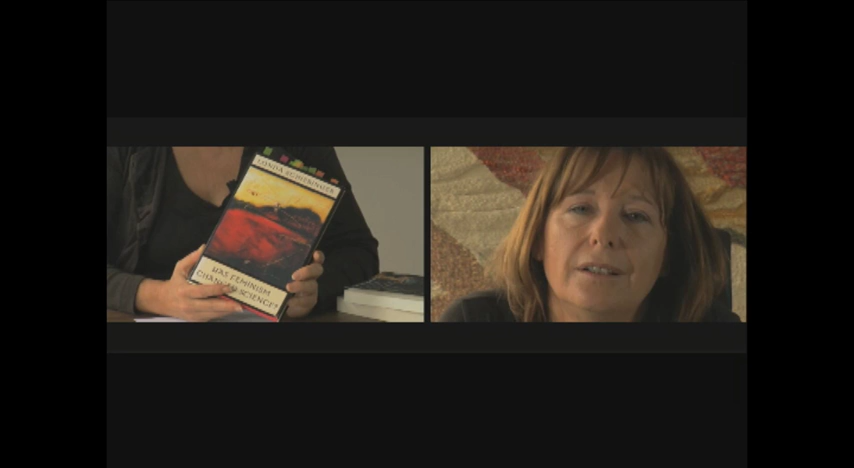 LONDA SCHIEBINGER
HAS FEMINISM
CHANGED SCIENCE?